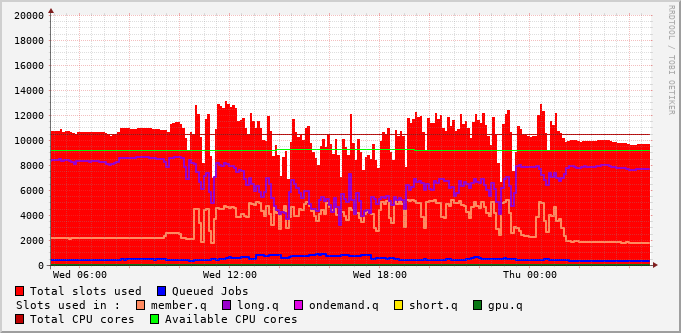 20000
18000
16000
14000
12000
10000
8000
6000
4000
2000
0
Wed 06:00 Wed 12:00 Wed 18:00 Thu 00:00
RRDTOOL / TOBI OETIKER
Total slots used Queued Jobs
Slots used in : member.q long.q ondemand.q short.q gpu.q
Total CPU cores Available CPU cores